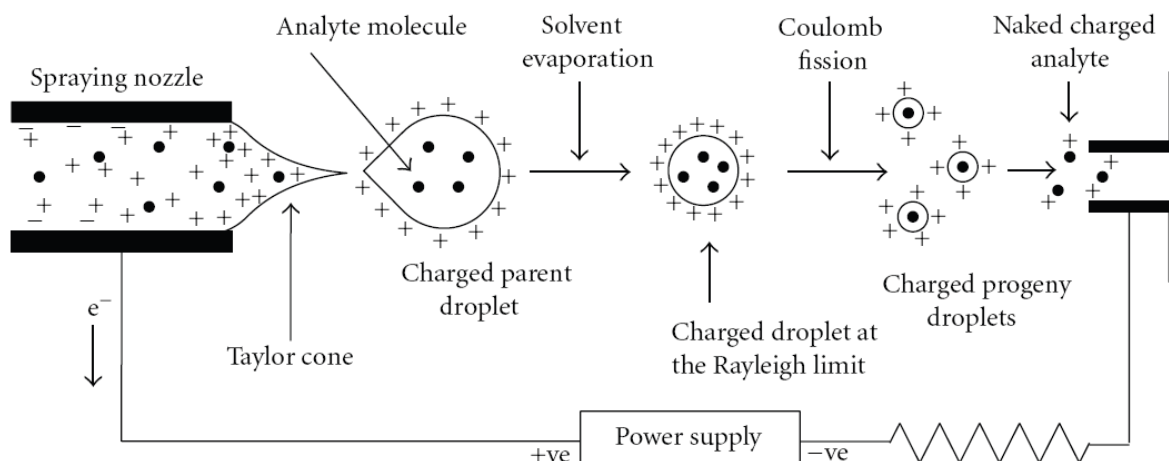 Spraying nozzle
Analyte molecule
Solvent
evaporation
Coulomb
fission
Naked charged
analyte
Charged parent
droplet
Taylor cone
Charged droplet at
the Rayleigh limit
Charged progeny
droplets
e⁻
+ve
Power supply
−ve